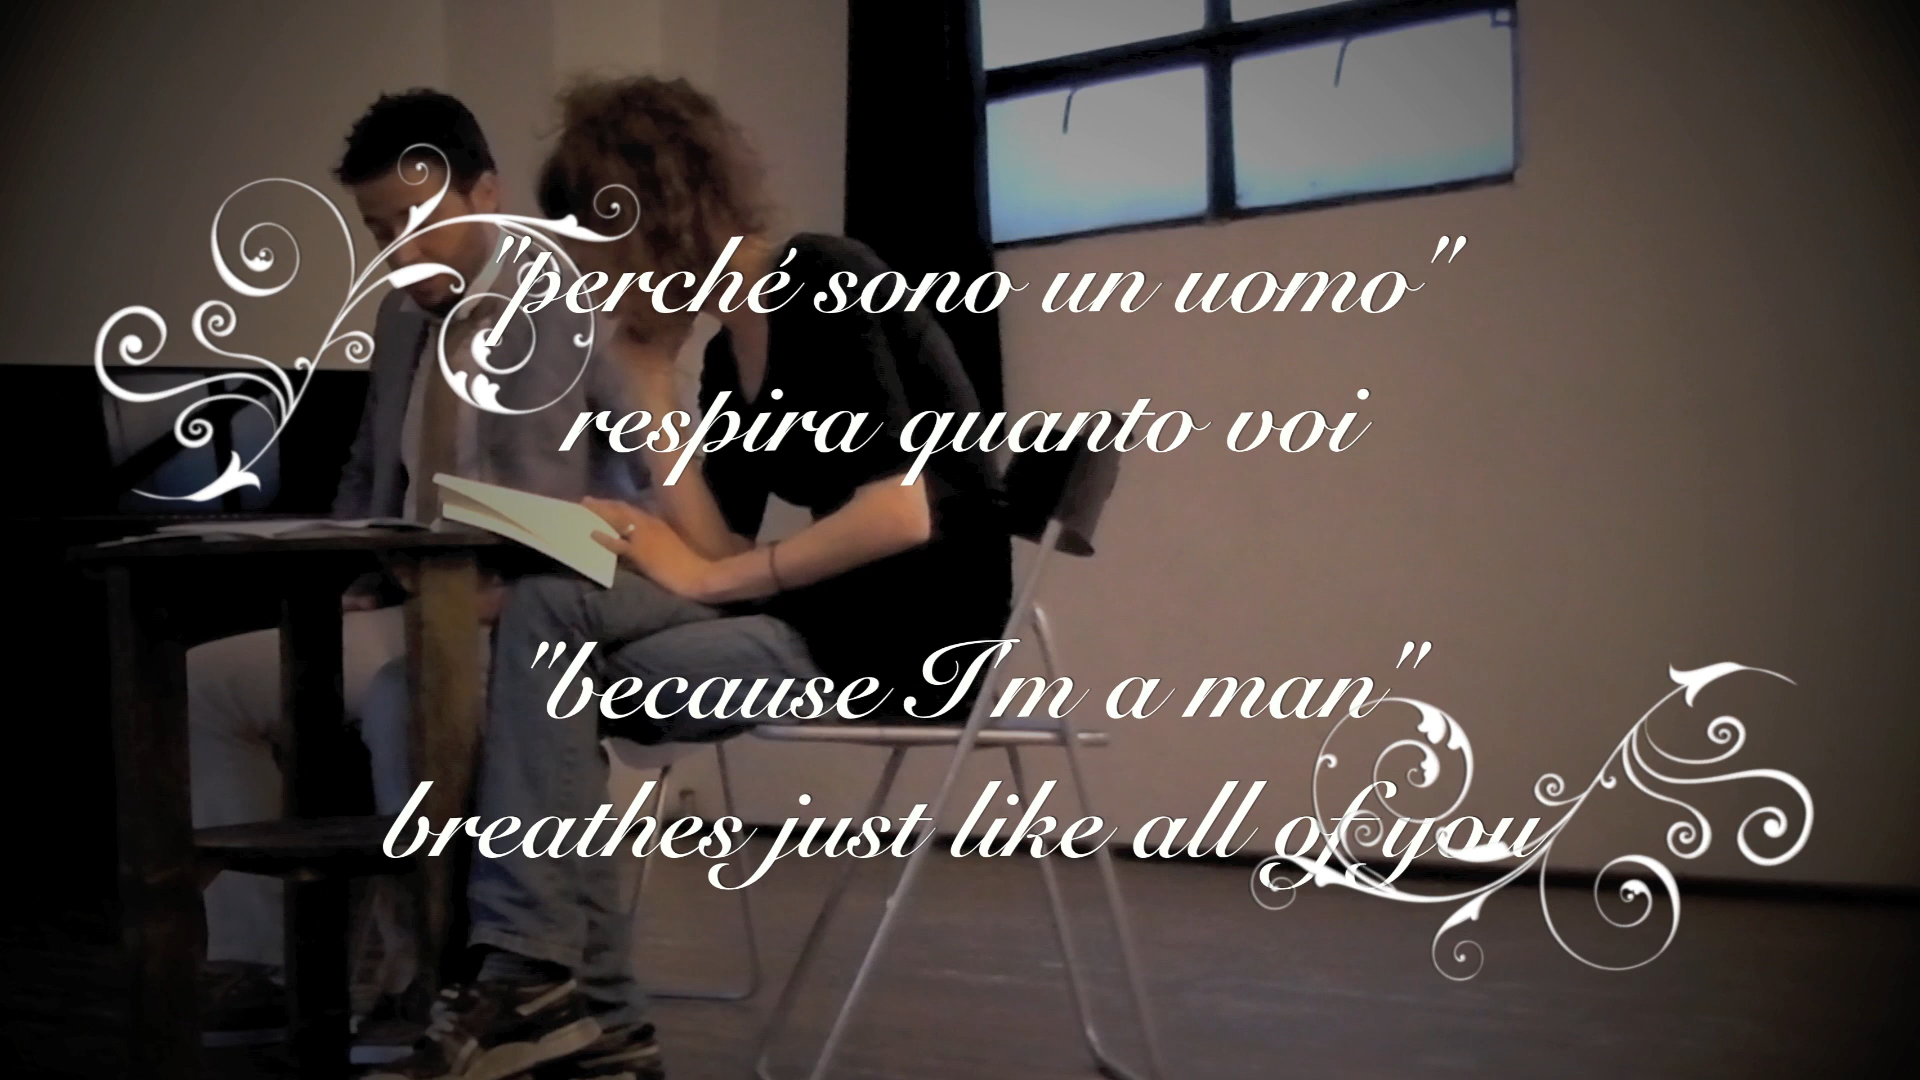 "perché sono un uomo"
respira quanto voi
"because I'm a man"
breathes just like all of you